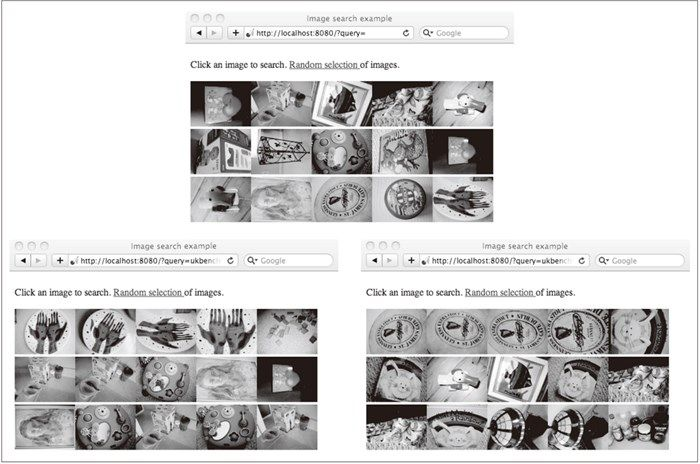 Image search example
http://localhost:8080/?query=
Google
Click an image to search. Random selection of images.
Image search example
http://localhost:8080/?query=ukbench
Google
Click an image to search. Random selection of images.
Image search example
http://localhost:8080/?query=ukbench
Google
Click an image to search. Random selection of images.